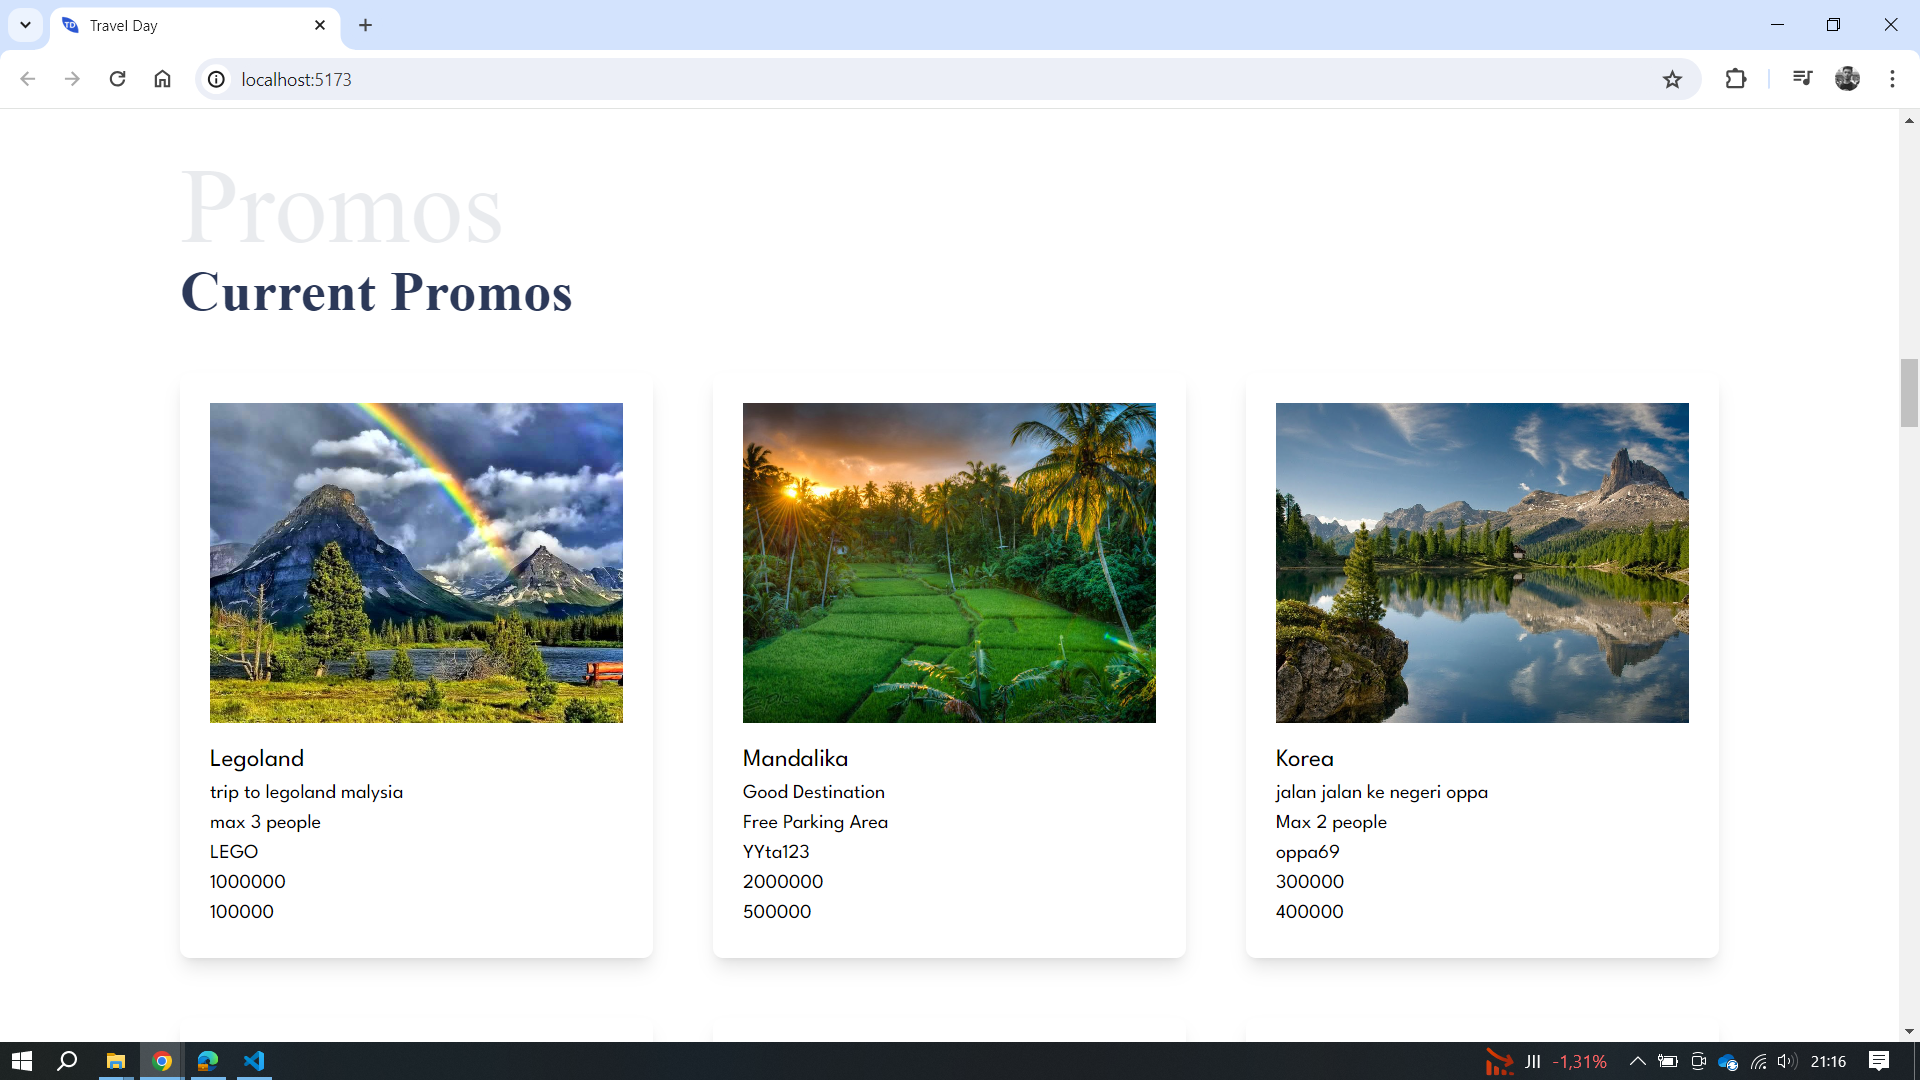 TD Travel Day
localhost:5173
Promos
Current Promos
Legoland
trip to legoland malysia
max 3 people
LEGO
1000000
100000
Mandalika
Good Destination
Free Parking Area
YYta123
2000000
500000
Korea
jalan jalan ke negeri oppa
Max 2 people
oppa69
300000
400000
JII -1,31% 21:16